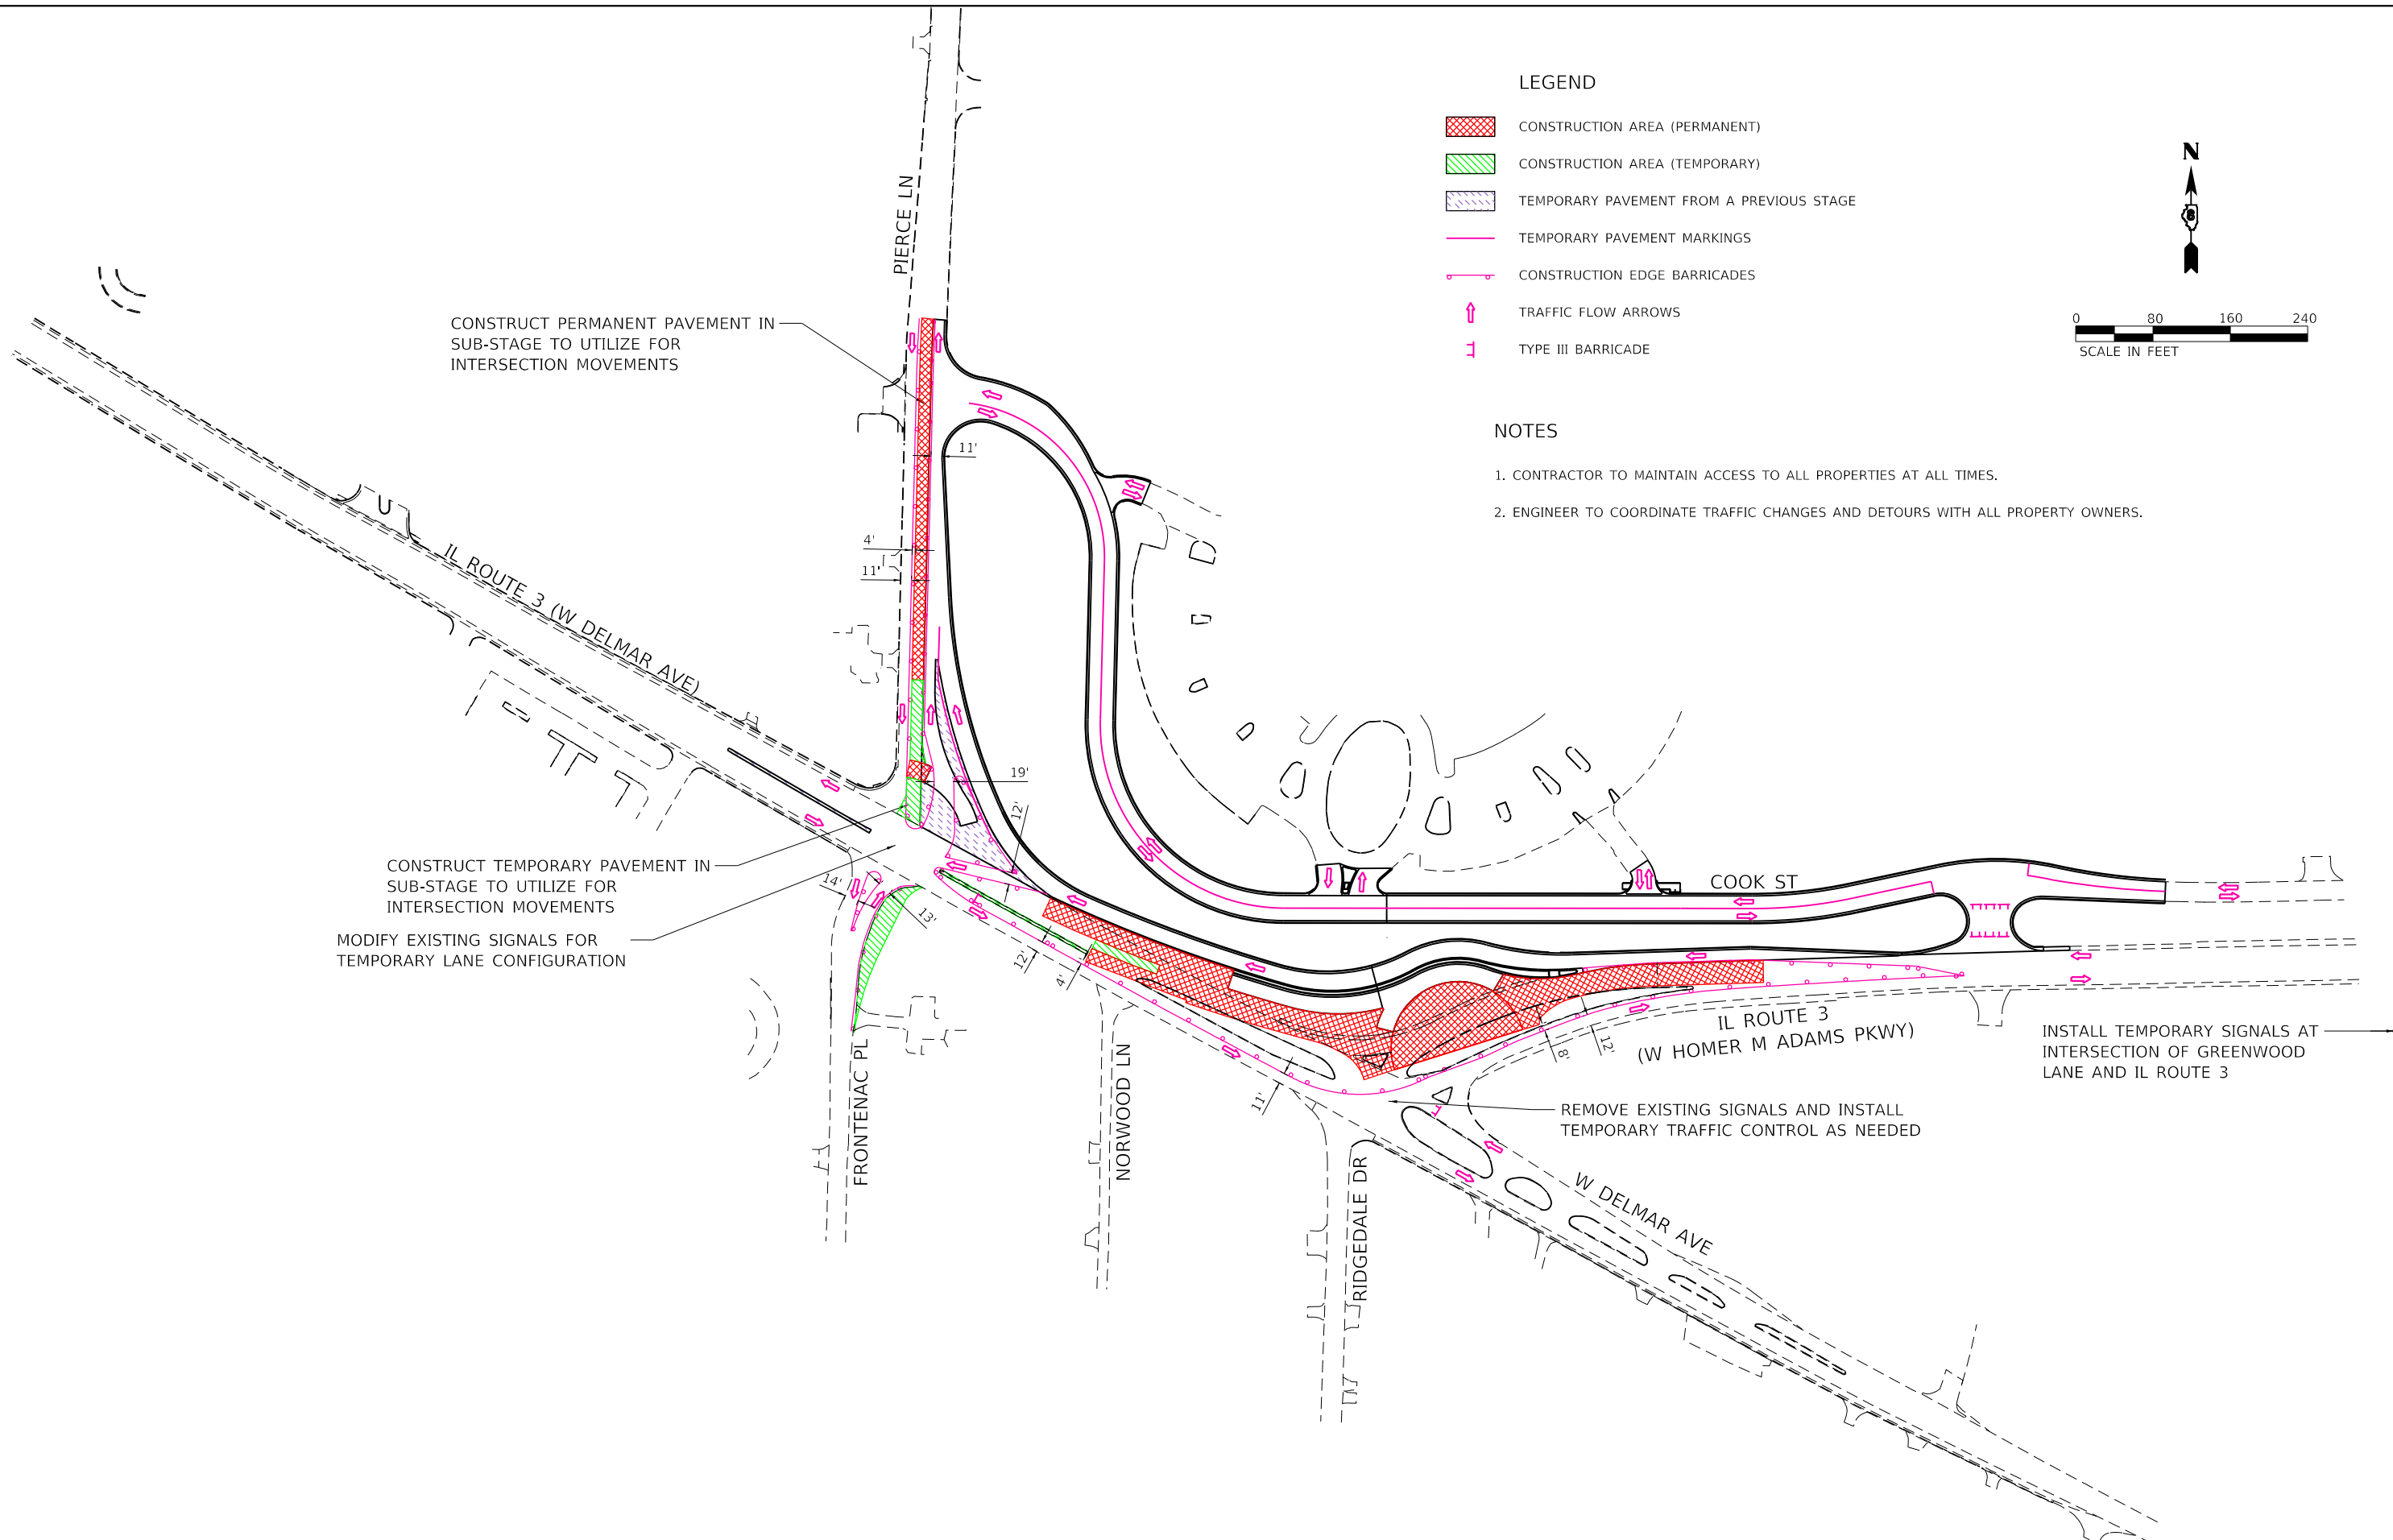 LEGEND
CONSTRUCTION AREA (PERMANENT)
CONSTRUCTION AREA (TEMPORARY)
TEMPORARY PAVEMENT FROM A PREVIOUS STAGE
TEMPORARY PAVEMENT MARKINGS
CONSTRUCTION EDGE BARRICADES
TRAFFIC FLOW ARROWS
TYPE III BARRICADE
N
0 80 160 240
SCALE IN FEET
NOTES
1. CONTRACTOR TO MAINTAIN ACCESS TO ALL PROPERTIES AT ALL TIMES.
2. ENGINEER TO COORDINATE TRAFFIC CHANGES AND DETOURS WITH ALL PROPERTY OWNERS.
PIERCE LN
CONSTRUCT PERMANENT PAVEMENT IN
SUB-STAGE TO UTILIZE FOR
INTERSECTION MOVEMENTS
11'
4'
11'
IL ROUTE 3 (W DELMAR AVE)
19'
12'
CONSTRUCT TEMPORARY PAVEMENT IN
SUB-STAGE TO UTILIZE FOR
INTERSECTION MOVEMENTS
MODIFY EXISTING SIGNALS FOR
TEMPORARY LANE CONFIGURATION
14'
13'
12'
4'
COOK ST
IL ROUTE 3
(W HOMER M ADAMS PKWY)
8'
12'
11'
INSTALL TEMPORARY SIGNALS AT
INTERSECTION OF GREENWOOD
LANE AND IL ROUTE 3
REMOVE EXISTING SIGNALS AND INSTALL
TEMPORARY TRAFFIC CONTROL AS NEEDED
FRONTENAC PL
NORWOOD LN
RIDGEDALE DR
W DELMAR AVE